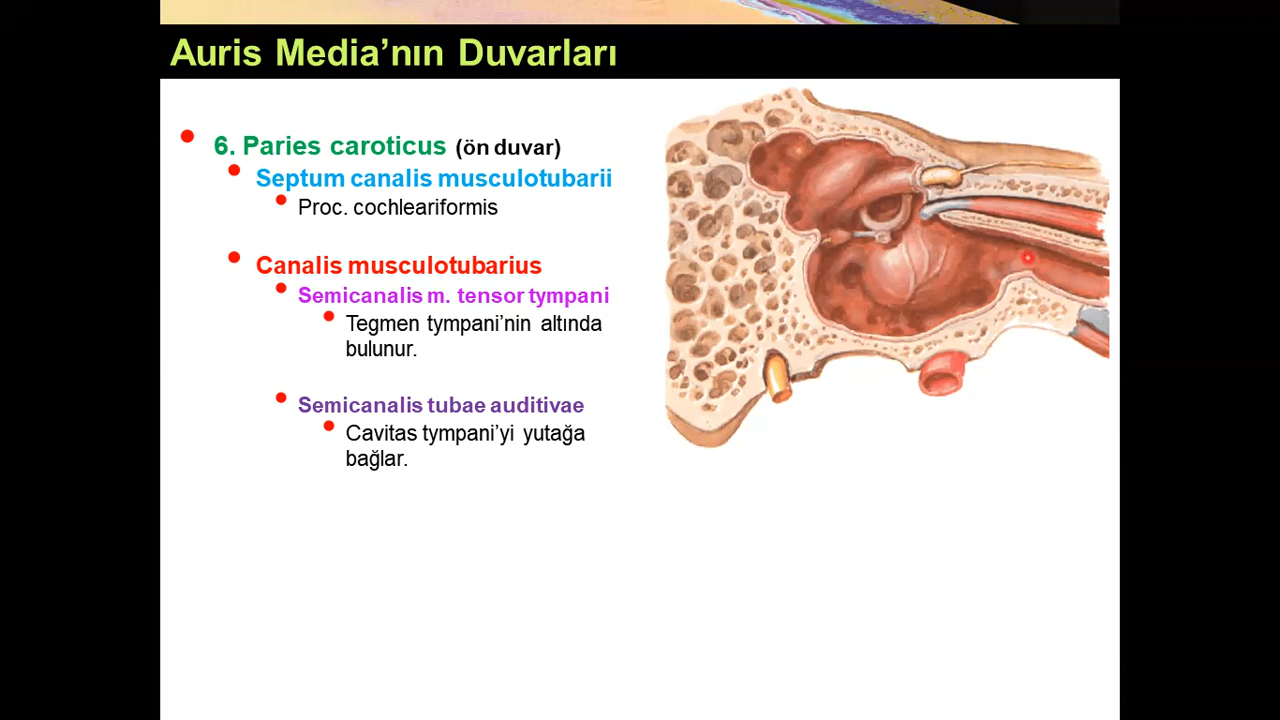 Auris Media’nın Duvarları
6. Paries caroticus (ön duvar)
Septum canalis musculotubarii
Proc. cochleariformis
Canalis musculotubarius
Semicanalis m. tensor tympani
Tegmen tympani’nin altında
bulunur.
Semicanalis tubae auditivae
Cavitas tympani’yi yutağa
bağlar.